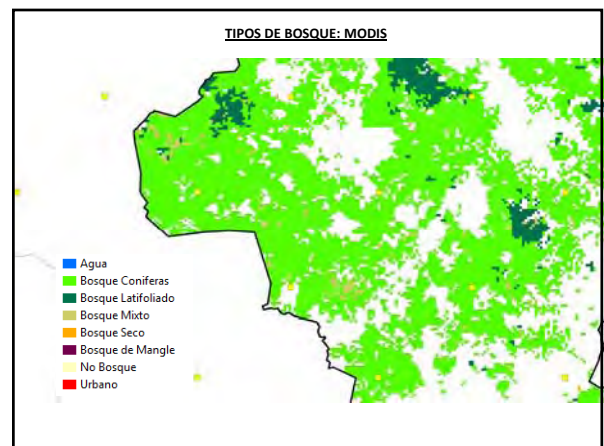 TIPOS DE BOSQUE: MODIS
Agua
Bosque Coniferas
Bosque Latifoliado
Bosque Mixto
Bosque Seco
Bosque de Mangle
No Bosque
Urbano